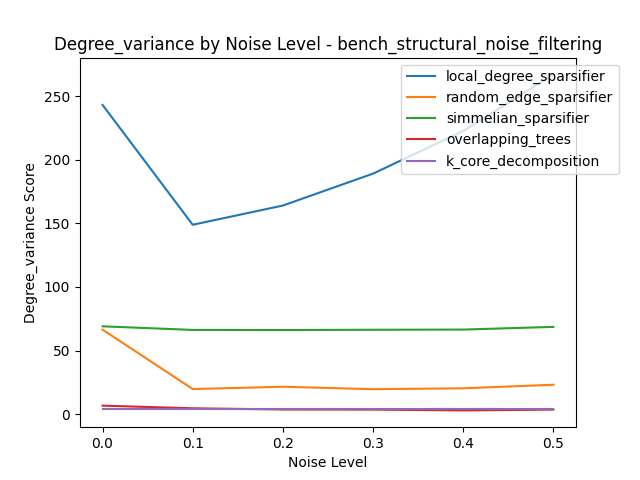 Degree_variance by Noise Level - bench_structural_noise_filtering
local_degree_sparsifier
random_edge_sparsifier
simmelian_sparsifier
overlapping_trees
k_core_decomposition
Degree_variance Score
250
200
150
100
50
0
0.0 0.1 0.2 0.3 0.4 0.5
Noise Level